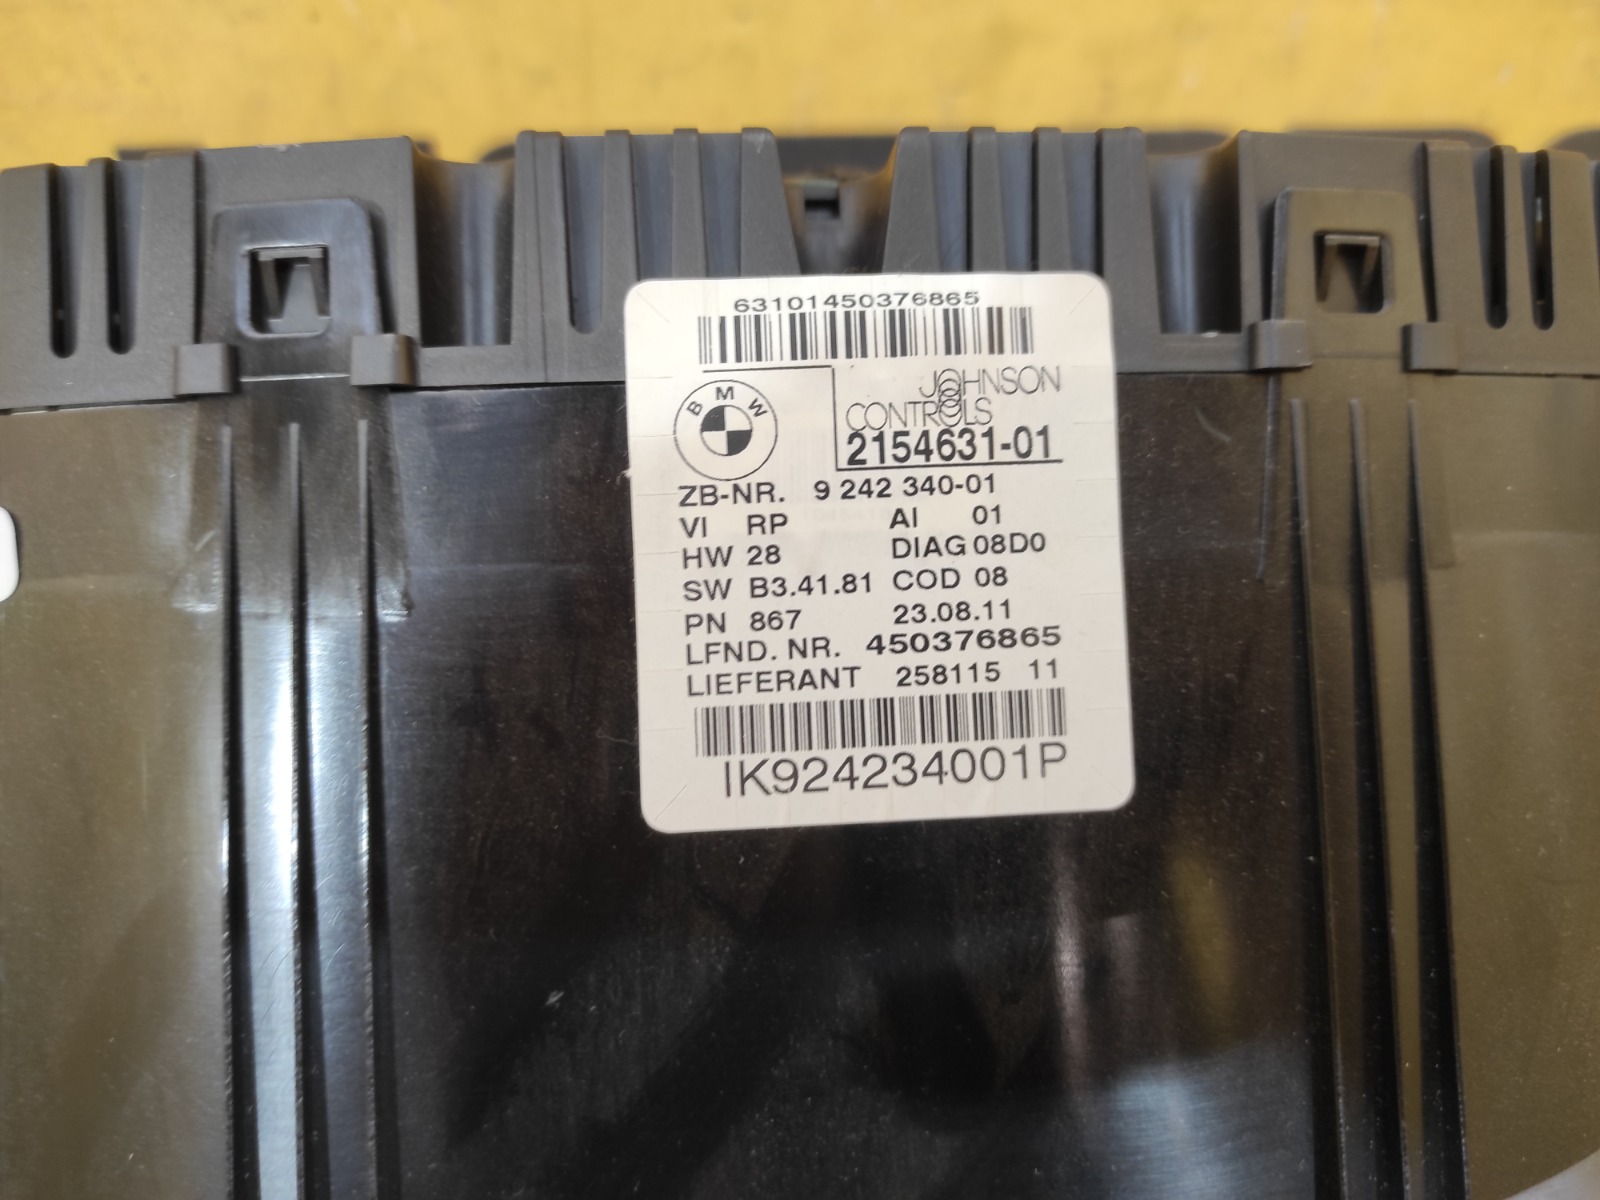 63101450376865
BMW
JOHNSON
CONTROLS
2154631-01
ZB-NR. 9 242 340-01
VI RP AI 01
HW 28 DIAG 08D0
SW B3.41.81 COD 08
PN 867 23.08.11
LFND. NR. 450376865
LIEFERANT 258115 11
IK924234001P